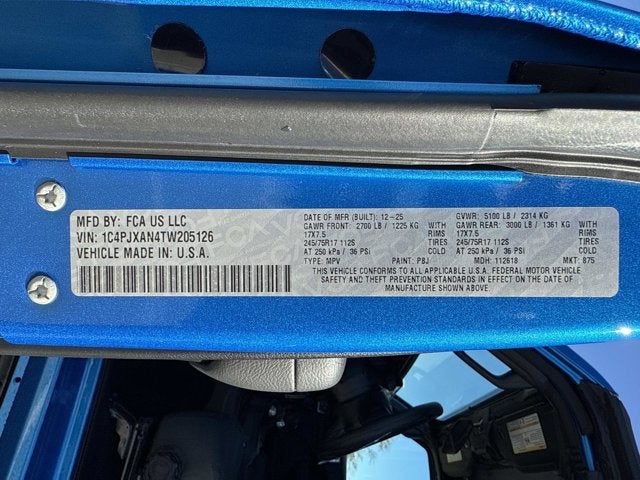 MFD BY: FCA US LLC
VIN: 1C4PJXAN4TW205126
VEHICLE MADE IN: U.S.A.
DATE OF MFR (BUILT): 12-25 GVWR: 5100 LB / 2314 KG
GAWR FRONT: 2700 LB / 1225 KG GAWR REAR: 3000 LB / 1361 KG
17X7.5 RIMS 17X7.5 RIMS
245/75R17 112S TIRES 245/75R17 112S TIRES
AT 250 kPa / 36 PSI COLD AT 250 kPa / 36 PSI COLD
TYPE: MPV PAINT: PBJ MDH: 112618 MKT: 875
THIS VEHICLE CONFORMS TO ALL APPLICABLE U.S.A. FEDERAL MOTOR VEHICLE
SAFETY AND THEFT PREVENTION STANDARDS IN EFFECT ON THE DATE OF
MANUFACTURE SHOWN ABOVE.